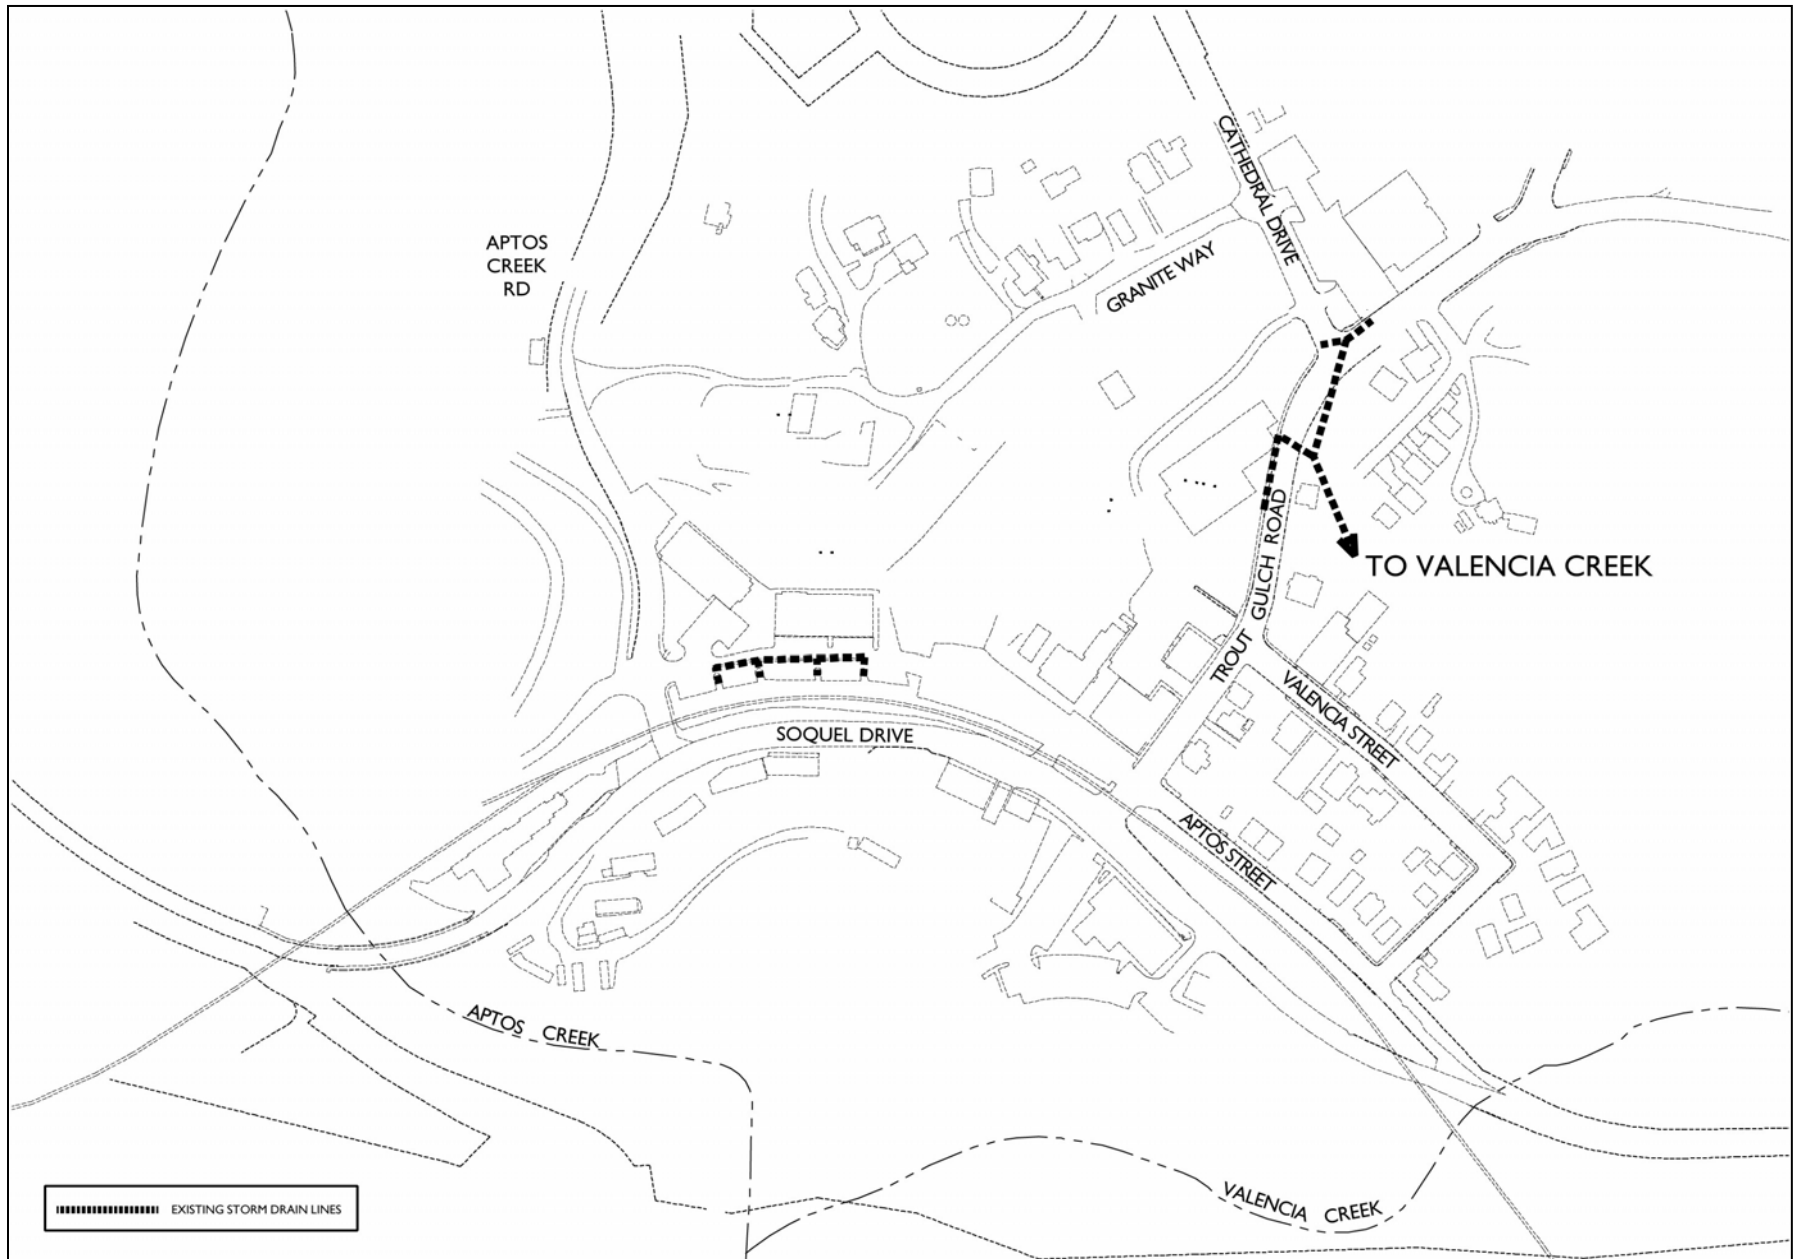 CATHEDRAL DRIVE
APTOS
CREEK
RD
GRANITE WAY
TROUT GULCH ROAD
TO VALENCIA CREEK
VALENCIA STREET
SOQUEL DRIVE
APTOS STREET
APTOS CREEK
VALENCIA CREEK
EXISTING STORM DRAIN LINES